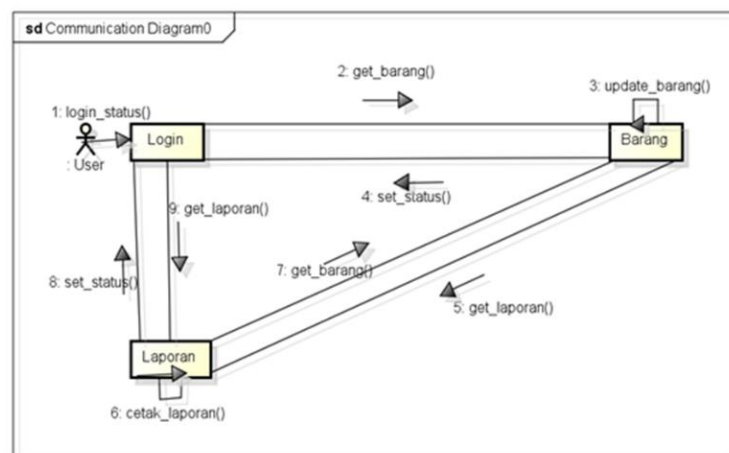 sd Communication Diagram0
2: get_barang()
3: update_barang()
1: login_status()
Login
Barang
: User
4: set_status()
9: get_laporan()
7: get_barang()
8: set_status()
5: get_laporan()
Laporan
6: cetak_laporan()